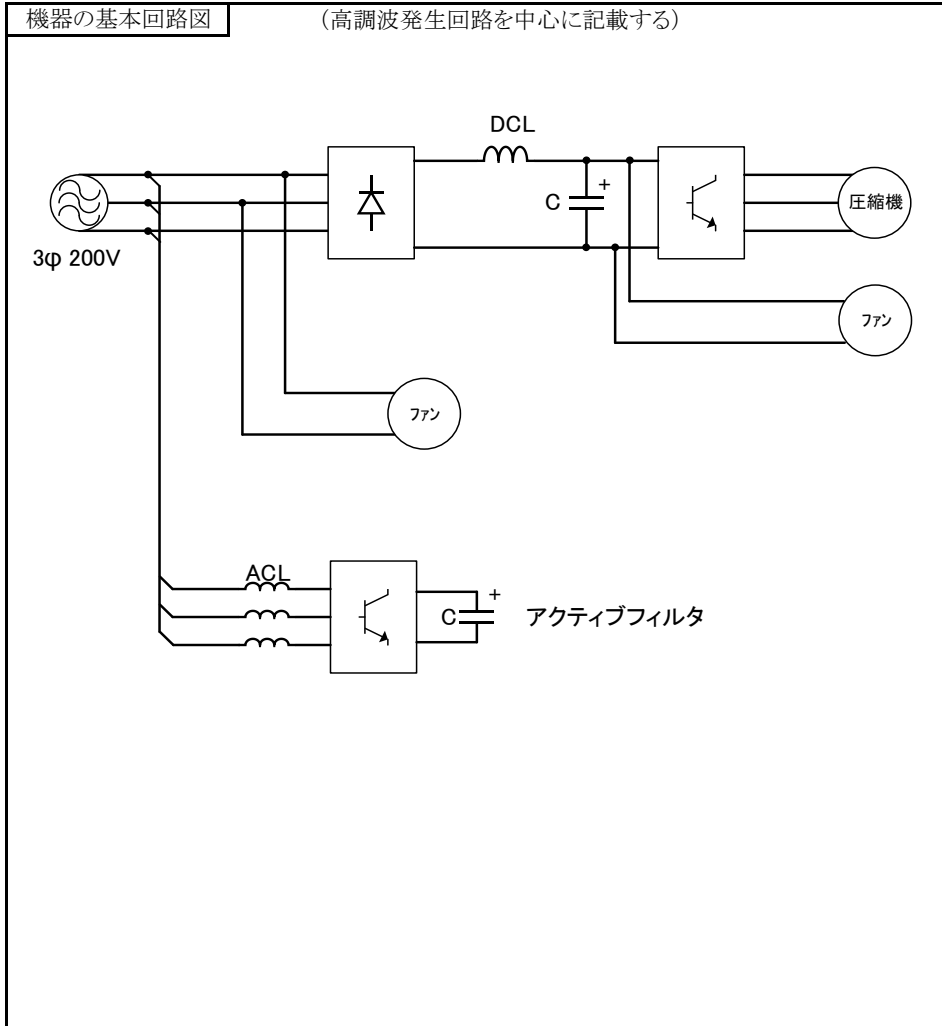 機器の基本回路図 (高調波発生回路を中心に記載する)
DCL
C +
圧縮機
3φ 200V
ファン
ファン
ACL
C + アクティブフィルタ